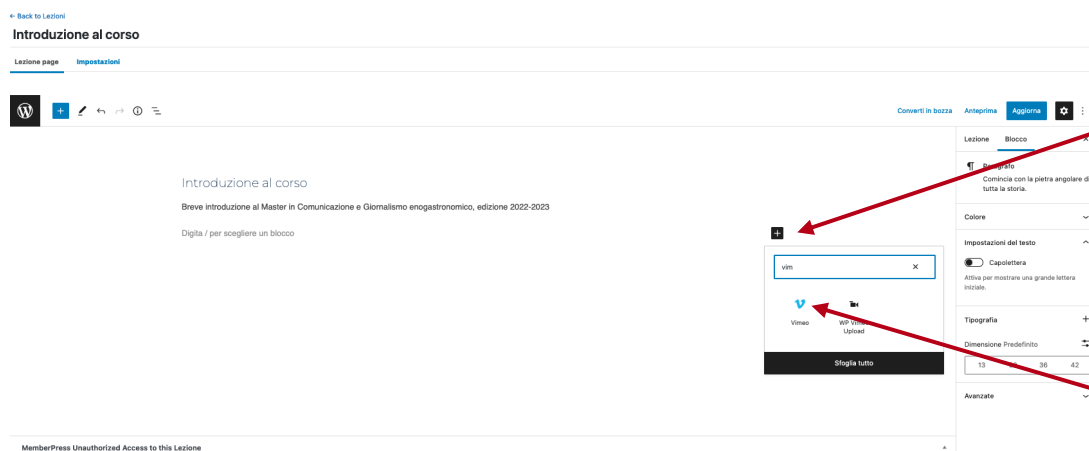 ← Back to Lezioni
Introduzione al corso
Lezione page Impostazioni
Converti in bozza Anteprima Aggiorna
Lezione Blocco
Paragrafo
Comincia con la pietra angolare di
tutta la storia.
Introduzione al corso
Breve introduzione al Master in Comunicazione e Giornalismo enogastronomico, edizione 2022-2023
Digita / per scegliere un blocco
Colore
Impostazioni del testo
Capolettera
Attiva per mostrare una grande lettera
iniziale.
vim
Vimeo
WP Vimeo
Upload
Sfoglia tutto
Tipografia
Dimensione Predefinito
13 36 42
Avanzate
MemberPress Unauthorized Access to this Lezione